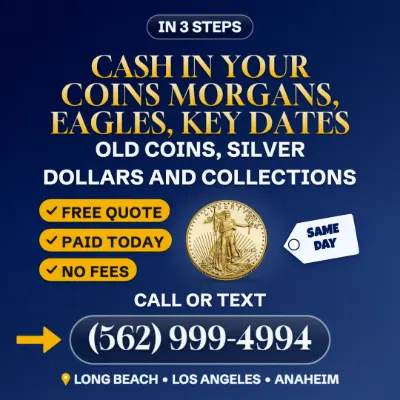 IN 3 STEPS
CASH IN YOUR
COINS MORGANS,
EAGLES, KEY DATES
OLD COINS, SILVER
DOLLARS AND COLLECTIONS
FREE QUOTE
PAID TODAY
NO FEES
LIBERTY
SAME
DAY
CALL OR TEXT
(562) 999-4994
LONG BEACH • LOS ANGELES • ANAHEIM